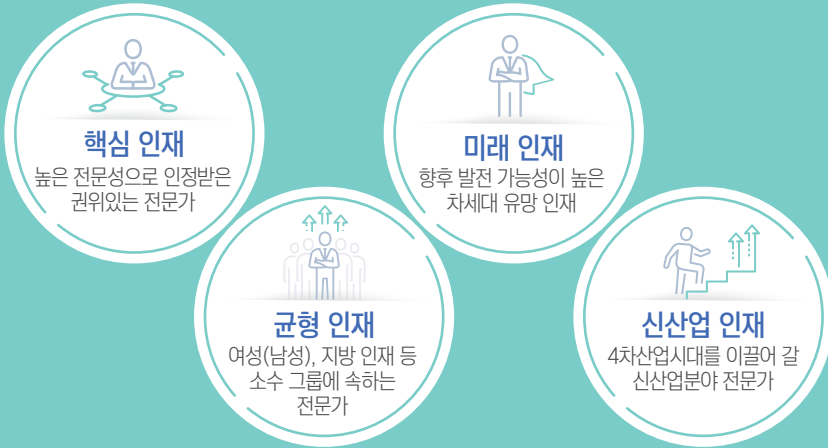 핵심 인재
높은 전문성으로 인정받은
권위있는 전문가
미래 인재
향후 발전 가능성이 높은
차세대 유망 인재
균형 인재
여성(남성), 지방 인재 등
소수 그룹에 속하는
전문가
신산업 인재
4차산업시대를 이끌어 갈
신산업분야 전문가